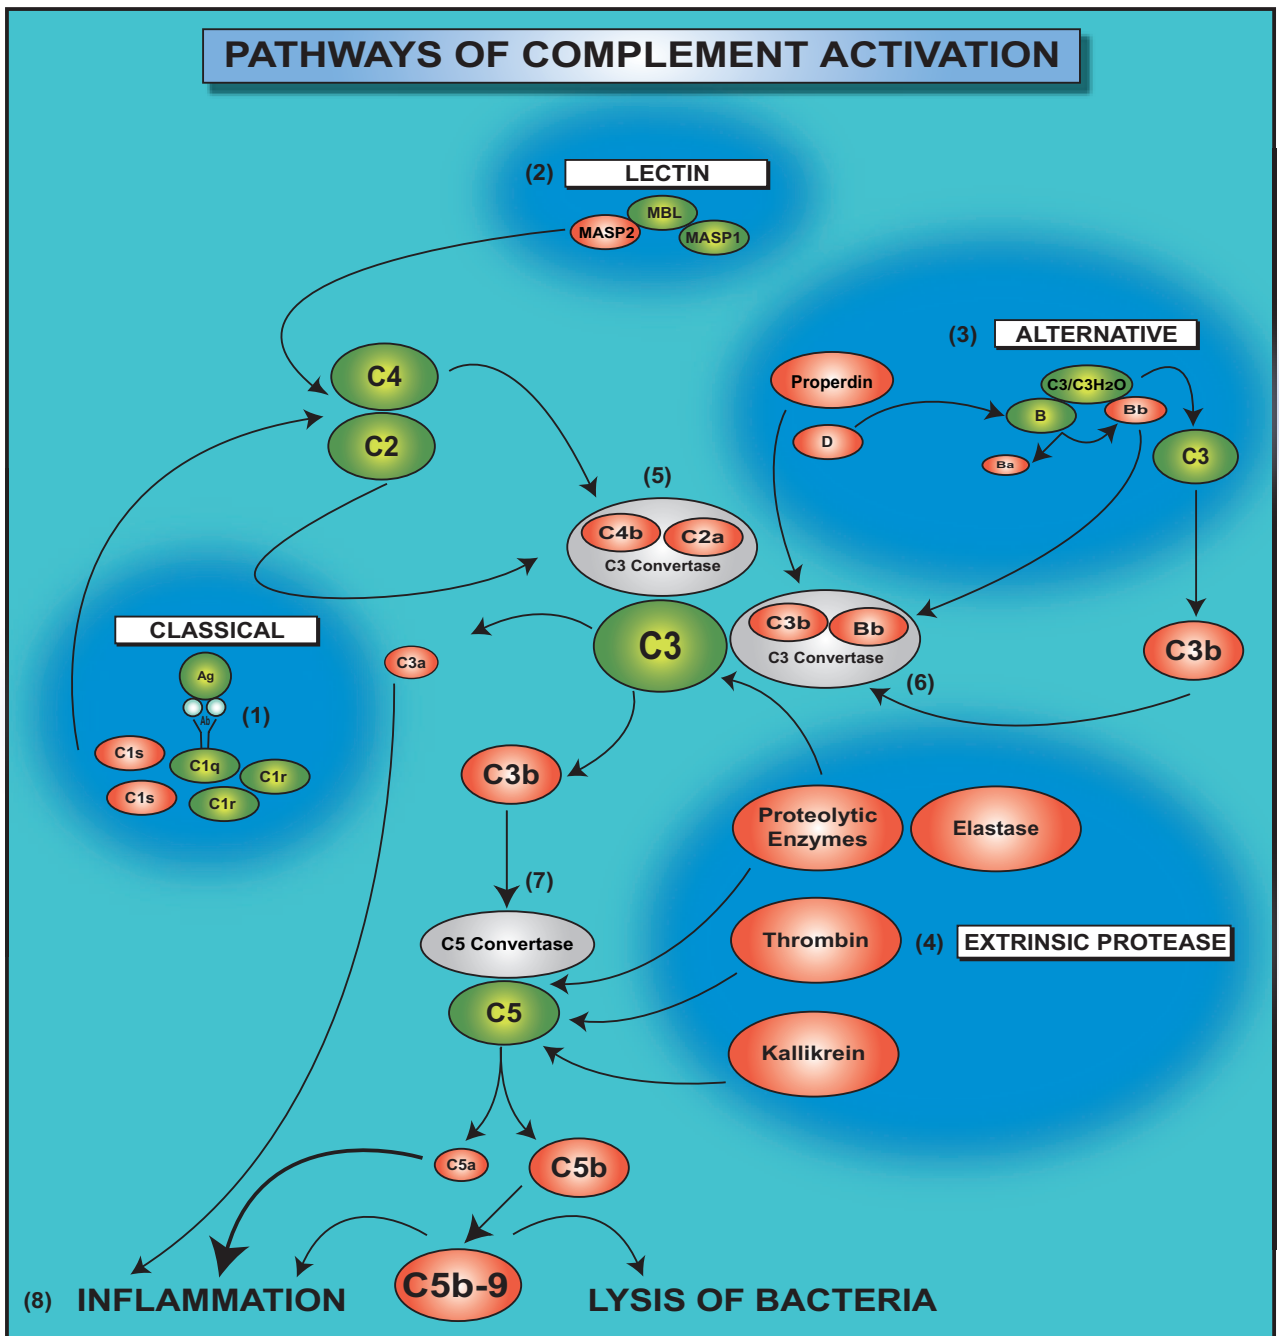 PATHWAYS OF COMPLEMENT ACTIVATION
(2)
LECTIN
MBL
MASP2
MASP1
(3)
ALTERNATIVE
Properdin
D
C3/C3H2O
B
Bb
Ba
C3
C4
C2
(5)
C4b
C2a
C3 Convertase
C3
C3b
Bb
C3 Convertase
(6)
C3b
CLASSICAL
Ag
Ab
(1)
C1s
C1q
C1r
C1s
C1r
C3a
C3b
Proteolytic
Enzymes
Elastase
(7)
C5 Convertase
Thrombin
(4)
EXTRINSIC PROTEASE
C5
Kallikrein
C5a
C5b
C5b-9
(8)
INFLAMMATION
LYSIS OF BACTERIA